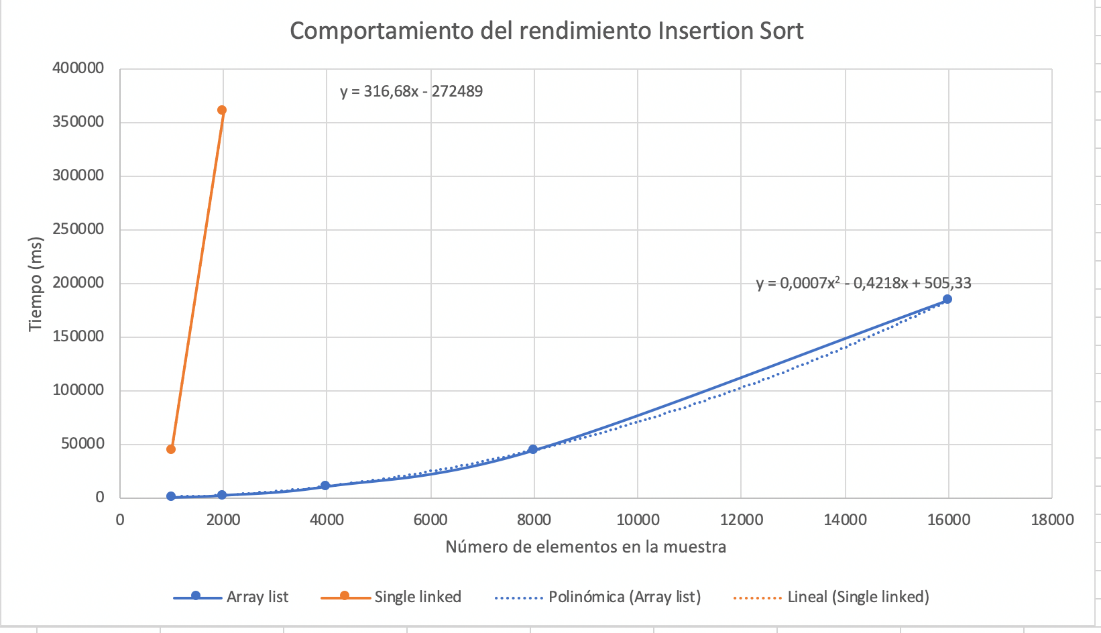 Comportamiento del rendimiento Insertion Sort
400000
350000
300000
250000
200000
150000
100000
50000
0
Tiempo (ms)
y = 316,68x - 272489
y = 0,0007x² - 0,4218x + 505,33
0 2000 4000 6000 8000 10000 12000 14000 16000 18000
Número de elementos en la muestra
Array list Single linked Polinómica (Array list) Lineal (Single linked)